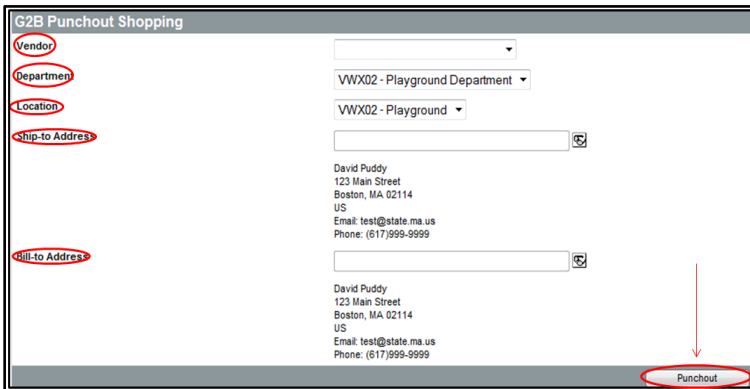 G2B Punchout Shopping
Vendor
Department
VWX02 - Playground Department
Location
VWX02 - Playground
Ship-to Address
David Puddy
123 Main Street
Boston, MA 02114
US
Email: test@state.ma.us
Phone: (617)999-9999
Bill-to Address
David Puddy
123 Main Street
Boston, MA 02114
US
Email: test@state.ma.us
Phone: (617)999-9999
Punchout